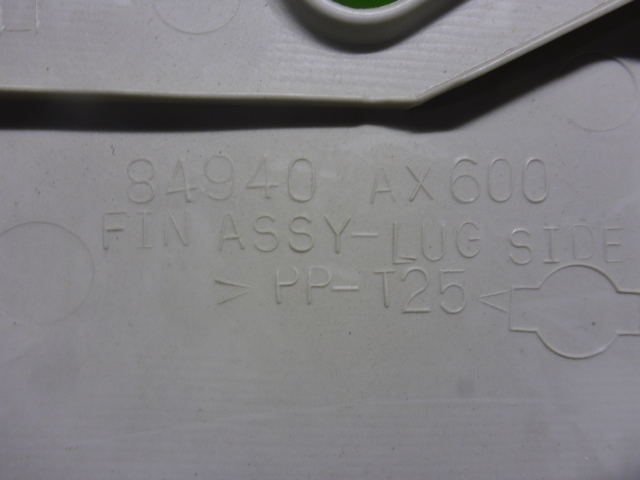 84940 AX600
FIN ASSY-LUG SIDE
> PP-T25 <